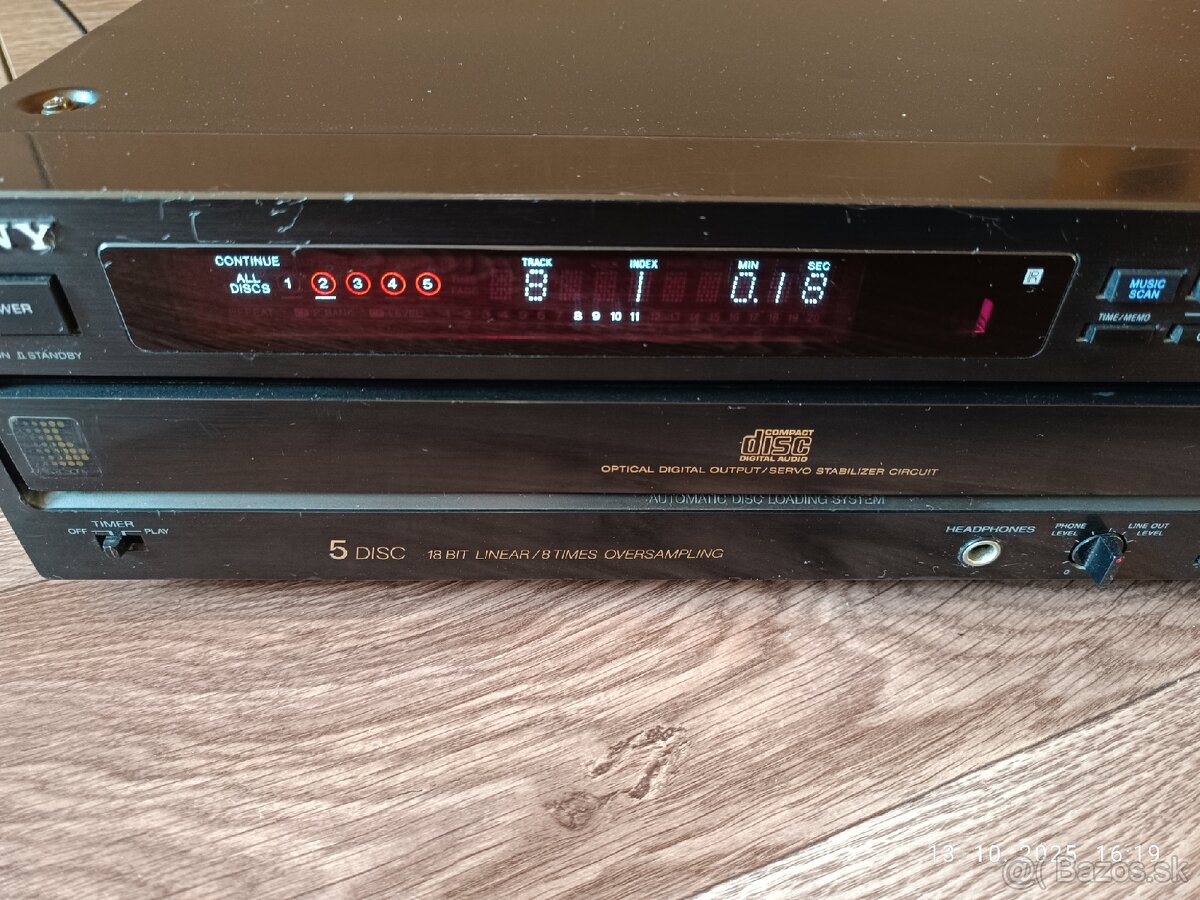 NY
CONTINUE
ALL DISCS 1 2 3 4 5
TRACK INDEX MIN SEC
8 1 0.18
8 9 10 11
MUSIC SCAN
TIME/MEMO
WER
STANDBY
COMPACT
disc
DIGITAL AUDIO
OPTICAL DIGITAL OUTPUT/SERVO STABILIZER CIRCUIT
AUTOMATIC DISC LOADING SYSTEM
TIMER
OFF PLAY
5 DISC 18 BIT LINEAR/8 TIMES OVERSAMPLING
HEADPHONES
PHONE LEVEL
LINE OUT LEVEL
13 10. 2025 16:19
@Bazos.sk